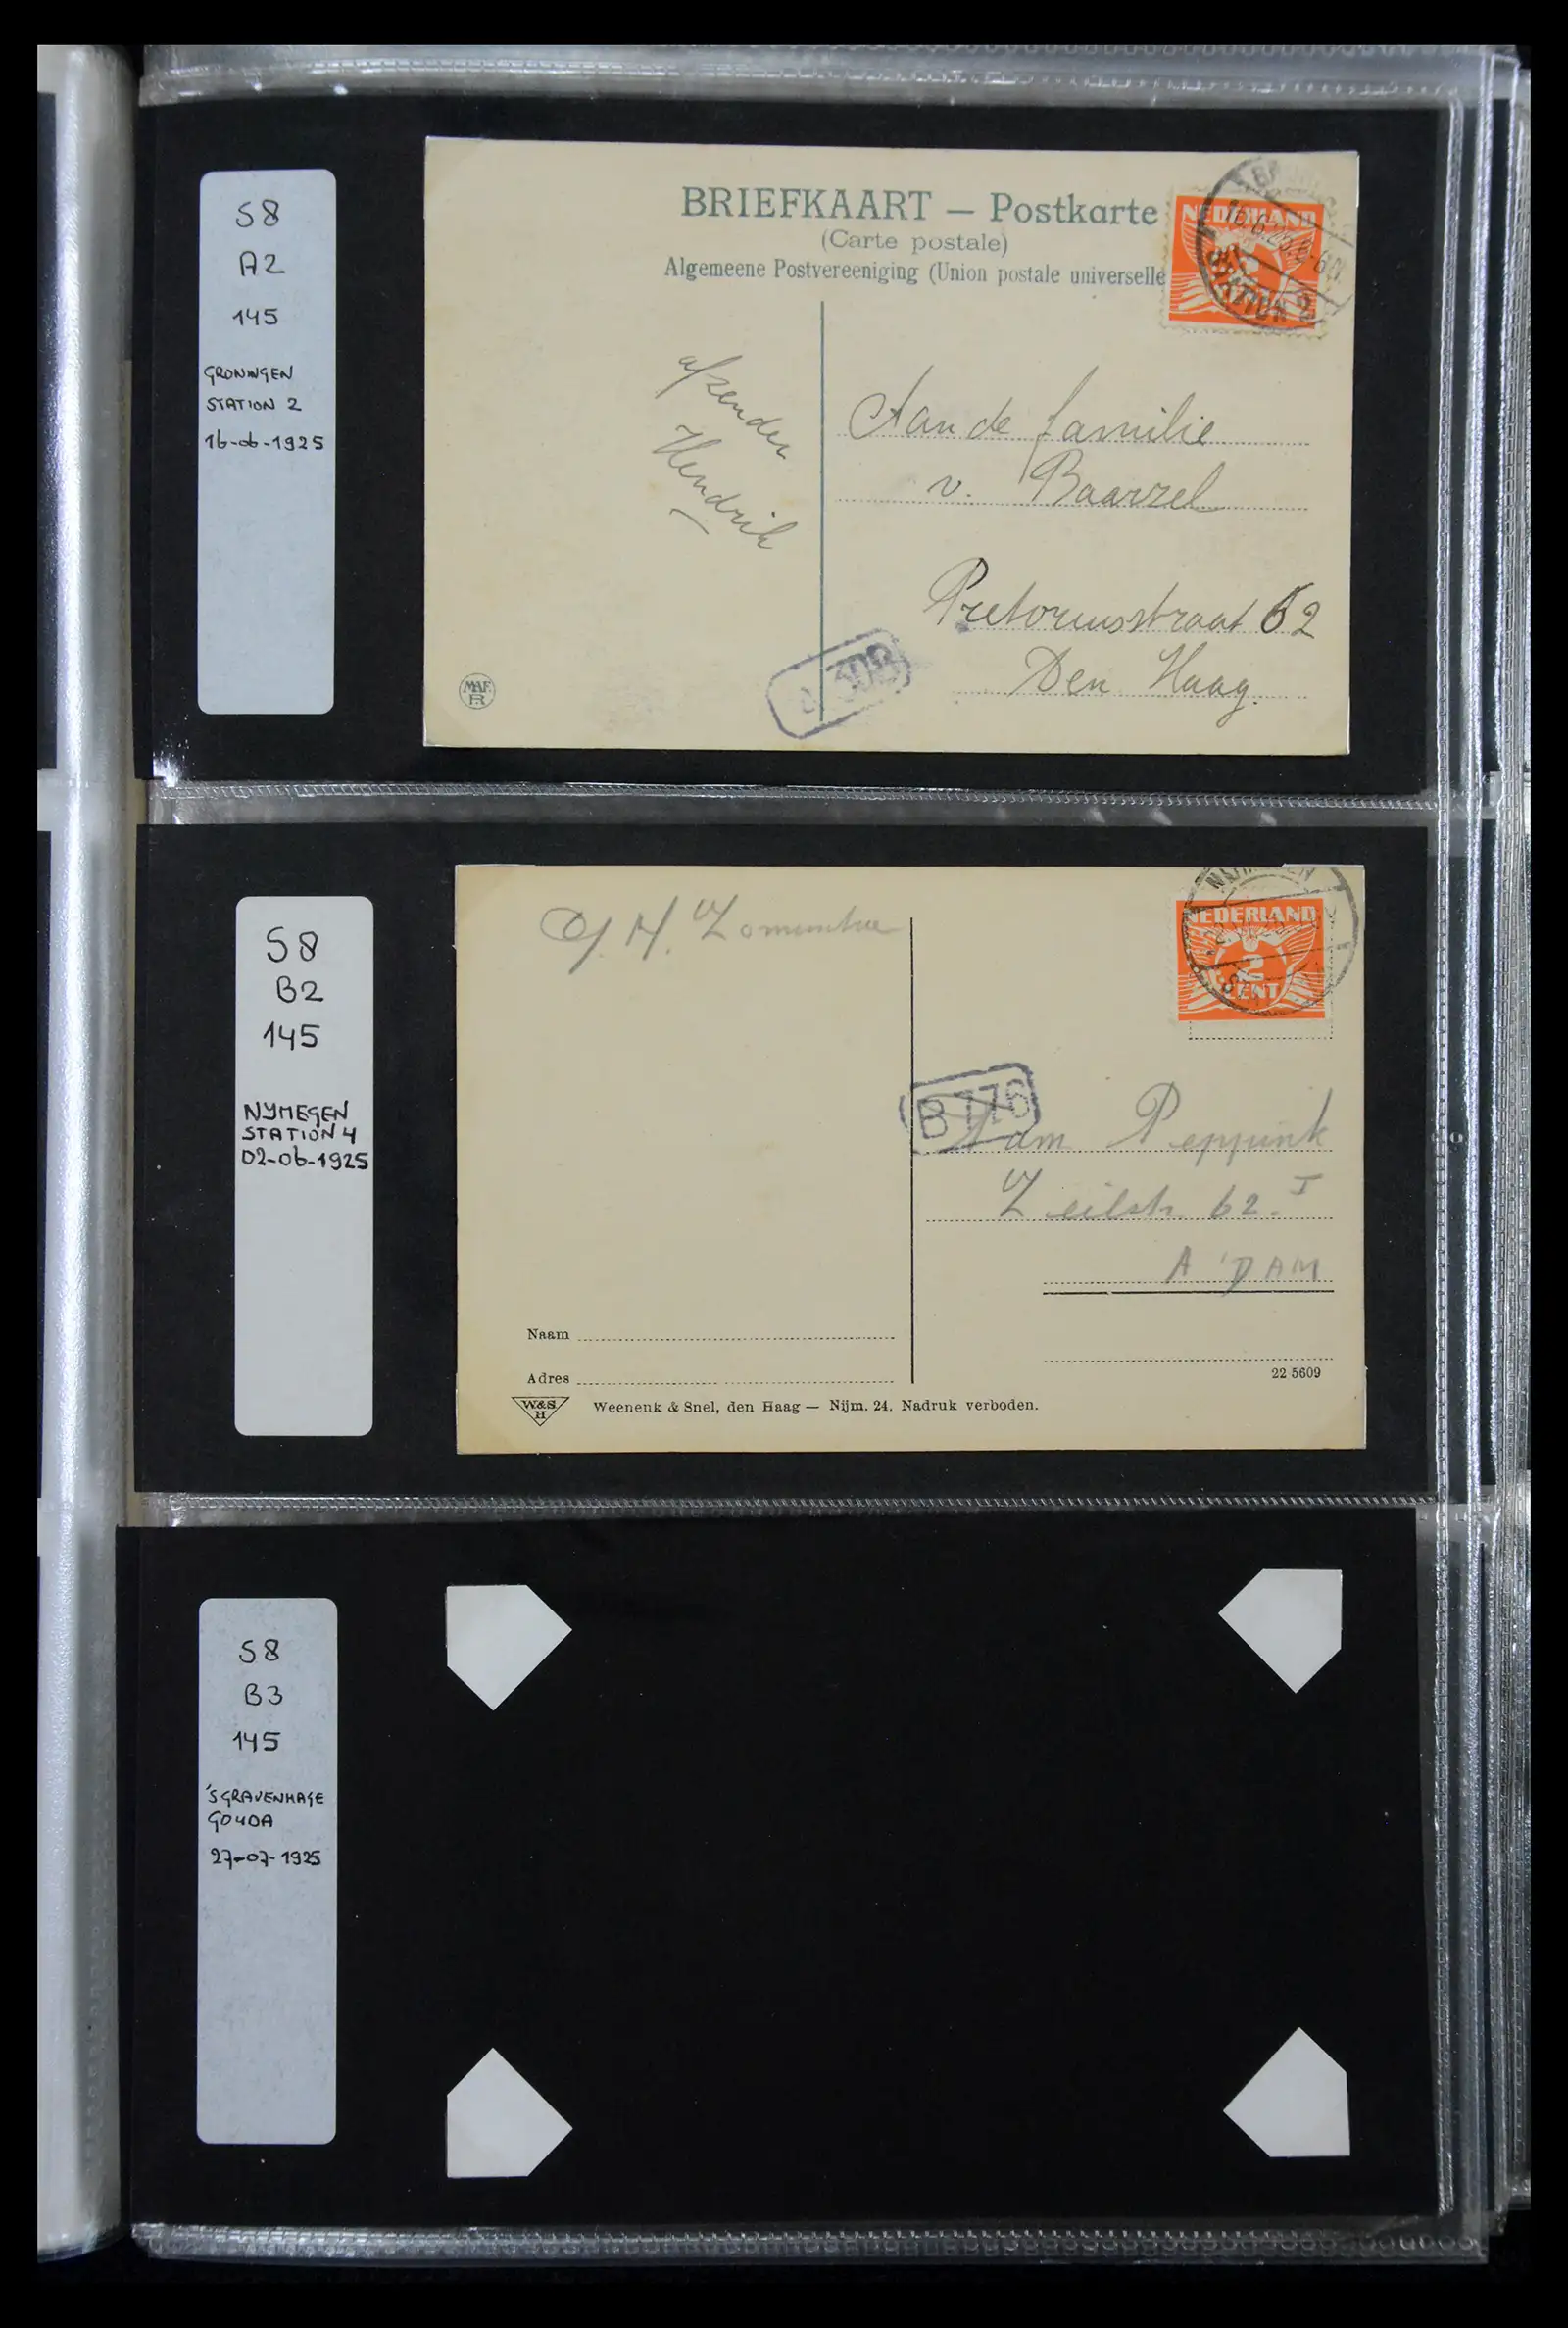 S8
A2
145
GRONINGEN
STATION 2
16-06-1925
BRIEFKAART — Postkarte
(Carte postale)
Algemeene Postvereeniging (Union postale universelle
NEDERLAND
STATION 2
afzender
Hendrik
Aan de familie
v. Baarzel
Pretoriusstraat 62
Den Haag.
S8
B2
145
NYMEGEN
STATION 4
02-06-1925
NEDERLAND
2
CENT
B 776
Zeilstr 62. I
A'DAM
Naam
Adres
22 5609
W&S.
H
Weenenk & Snel, den Haag — Nijm. 24. Nadruk verboden.
S8
B3
145
'SGRAVENHAGE
GOUDA
27-07-1925